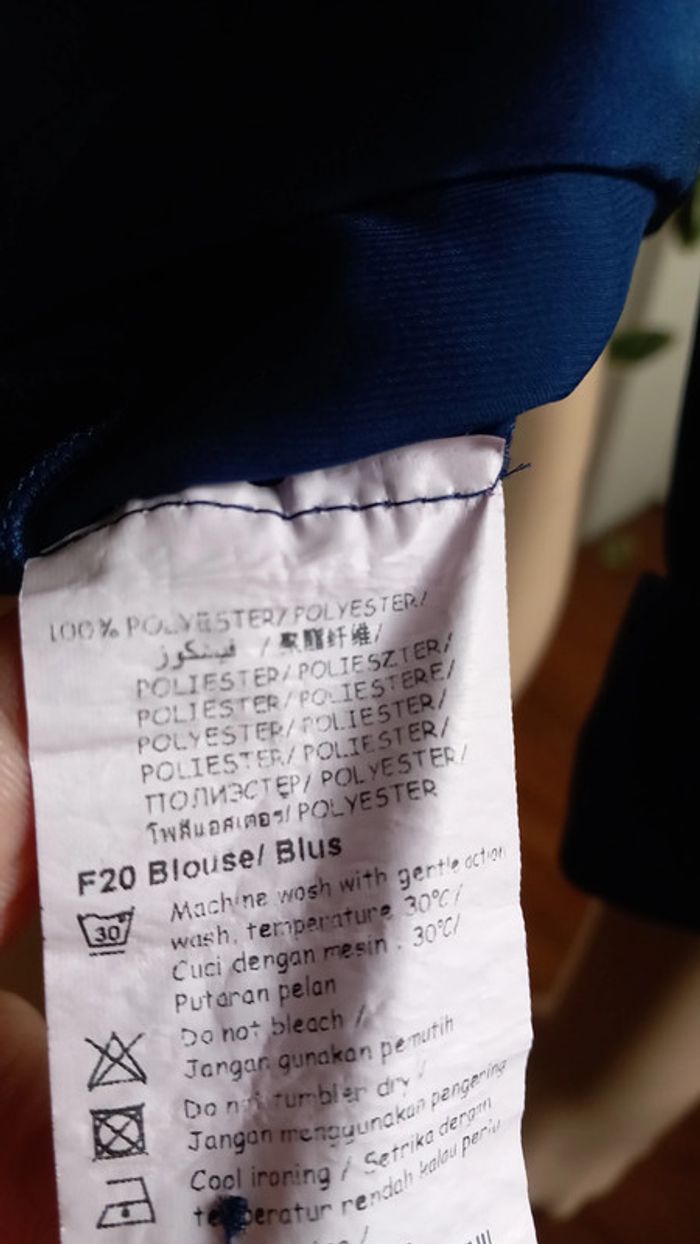 100% POLYESTER/ POLYESTER/
/ 聚酯纤维/
POLIESTER/ POLIESZTER/
POLIESTER/ POLIESTERE/
POLYESTER/ POLIESTER/
POLIESTER/ POLIESTER/
ПОЛИЭСТЕР/ POLYESTER/
โพลีเอสเตอร์/ POLYESTER
F20 Blouse/ Blus
30
Machine wash with gentle action
wash, temperature 30°C/
Cuci dengan mesin . 30°C/
Putaran pelan
Do not bleach /
Jangan gunakan pemutih
Do not tumbler dry /
Jangan menggunakan pengering
Cool ironing / Setrika dengan
temperatur rendah kalau perlu